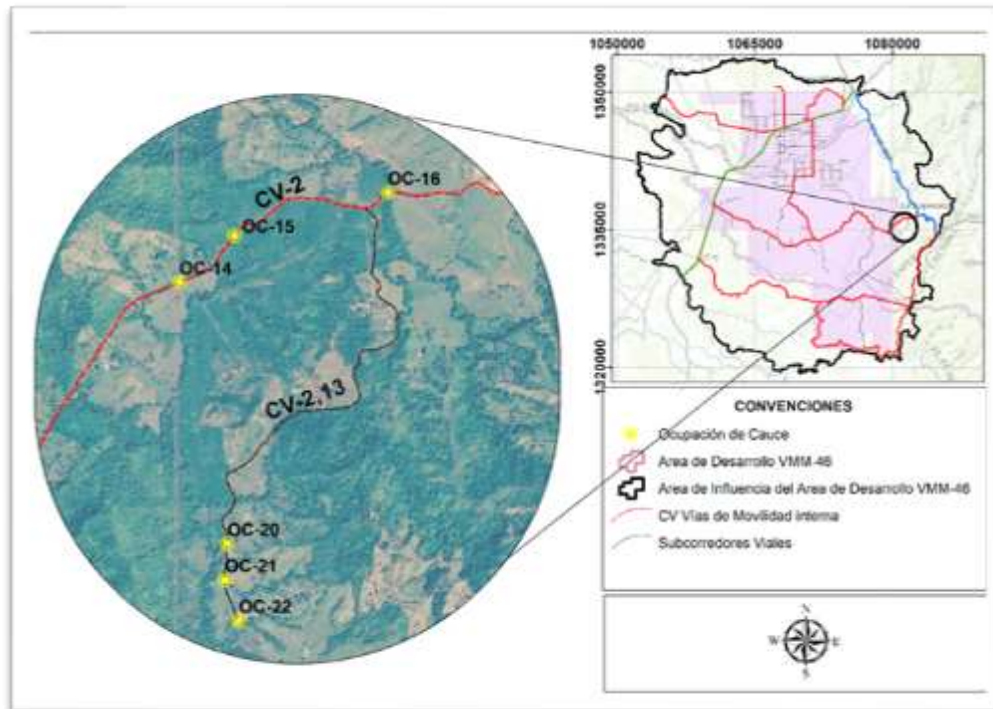 1050000 1065000 1080000
1350000
1335000
1320000
CV-2
OC-16
OC-15
OC-14
CV-2,13
OC-20
OC-21
OC-22
CONVENCIONES
Ocupación de Cauce
Area de Desarrollo VMM-46
Area de Influencia del Area de Desarrollo VMM-46
CV Vías de Movilidad Interna
Subcorredores Viales
N
W E
S